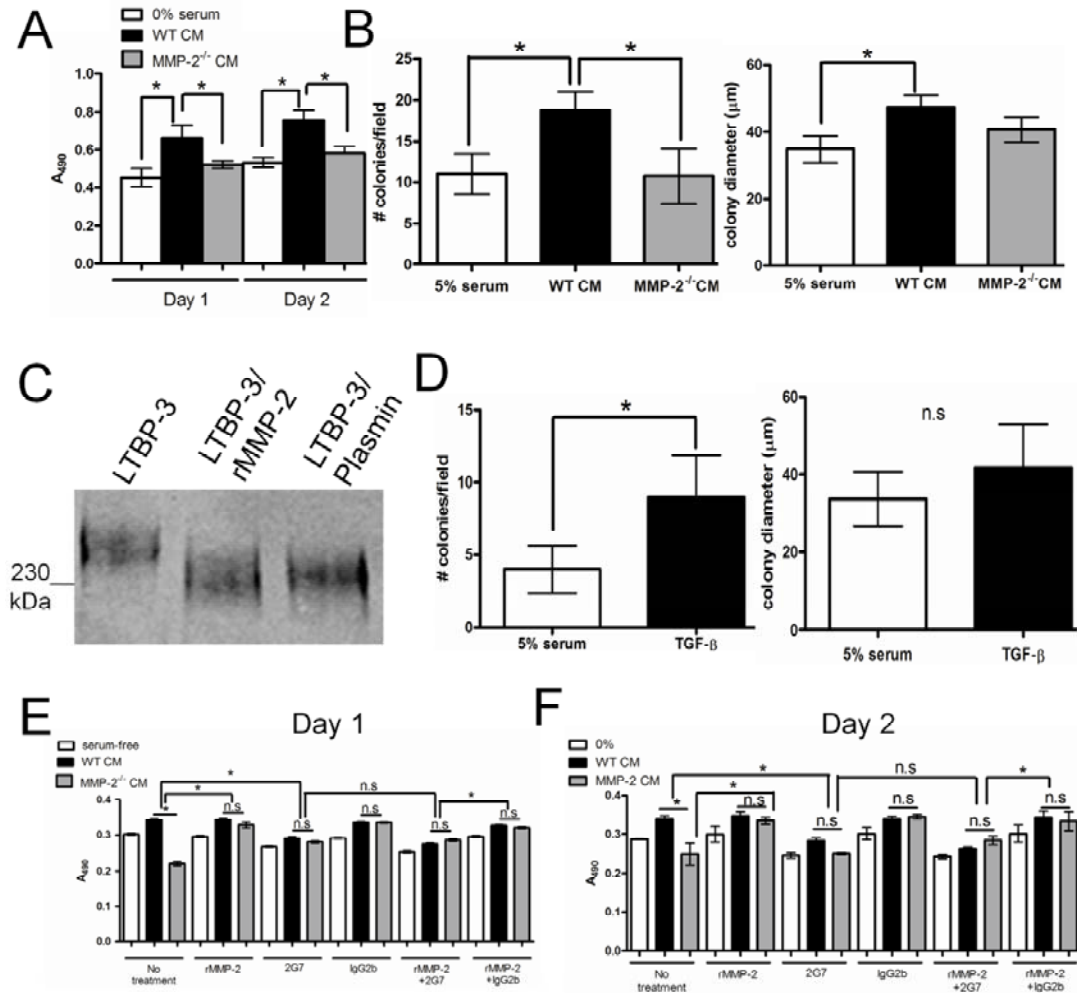 A
0% serum
WT CM
MMP-2-/- CM
A490
1.0
0.8
0.6
0.4
0.2
0.0
* * * *
Day 1 Day 2
B
# colonies/field
25
20
15
10
5
0
* *
5% serum WT CM MMP-2-/-CM
colony diameter (μm)
60
40
20
0
*
5% serum WT CM MMP-2-/-CM
C
LTBP-3
LTBP-3/
rMMP-2
LTBP-3/
Plasmin
230
kDa
D
# colonies/field
15
10
5
0
*
5% serum TGF-β
colony diameter (μm)
60
40
20
0
n.s
5% serum TGF-β
E
Day 1
serum-free
WT CM
MMP-2-/- CM
A490
0.4
0.3
0.2
0.1
0.0
* * * n.s n.s n.s n.s n.s * n.s
No
treatment
rMMP-2
2G7
IgG2b
rMMP-2
+2G7
rMMP-2
+IgG2b
F
Day 2
0%
WT CM
MMP-2 CM
A490
0.4
0.3
0.2
0.1
0.0
* * * n.s n.s n.s n.s n.s * n.s
No
treatment
rMMP-2
2G7
IgG2b
rMMP-2
+2G7
rMMP-2
+IgG2b